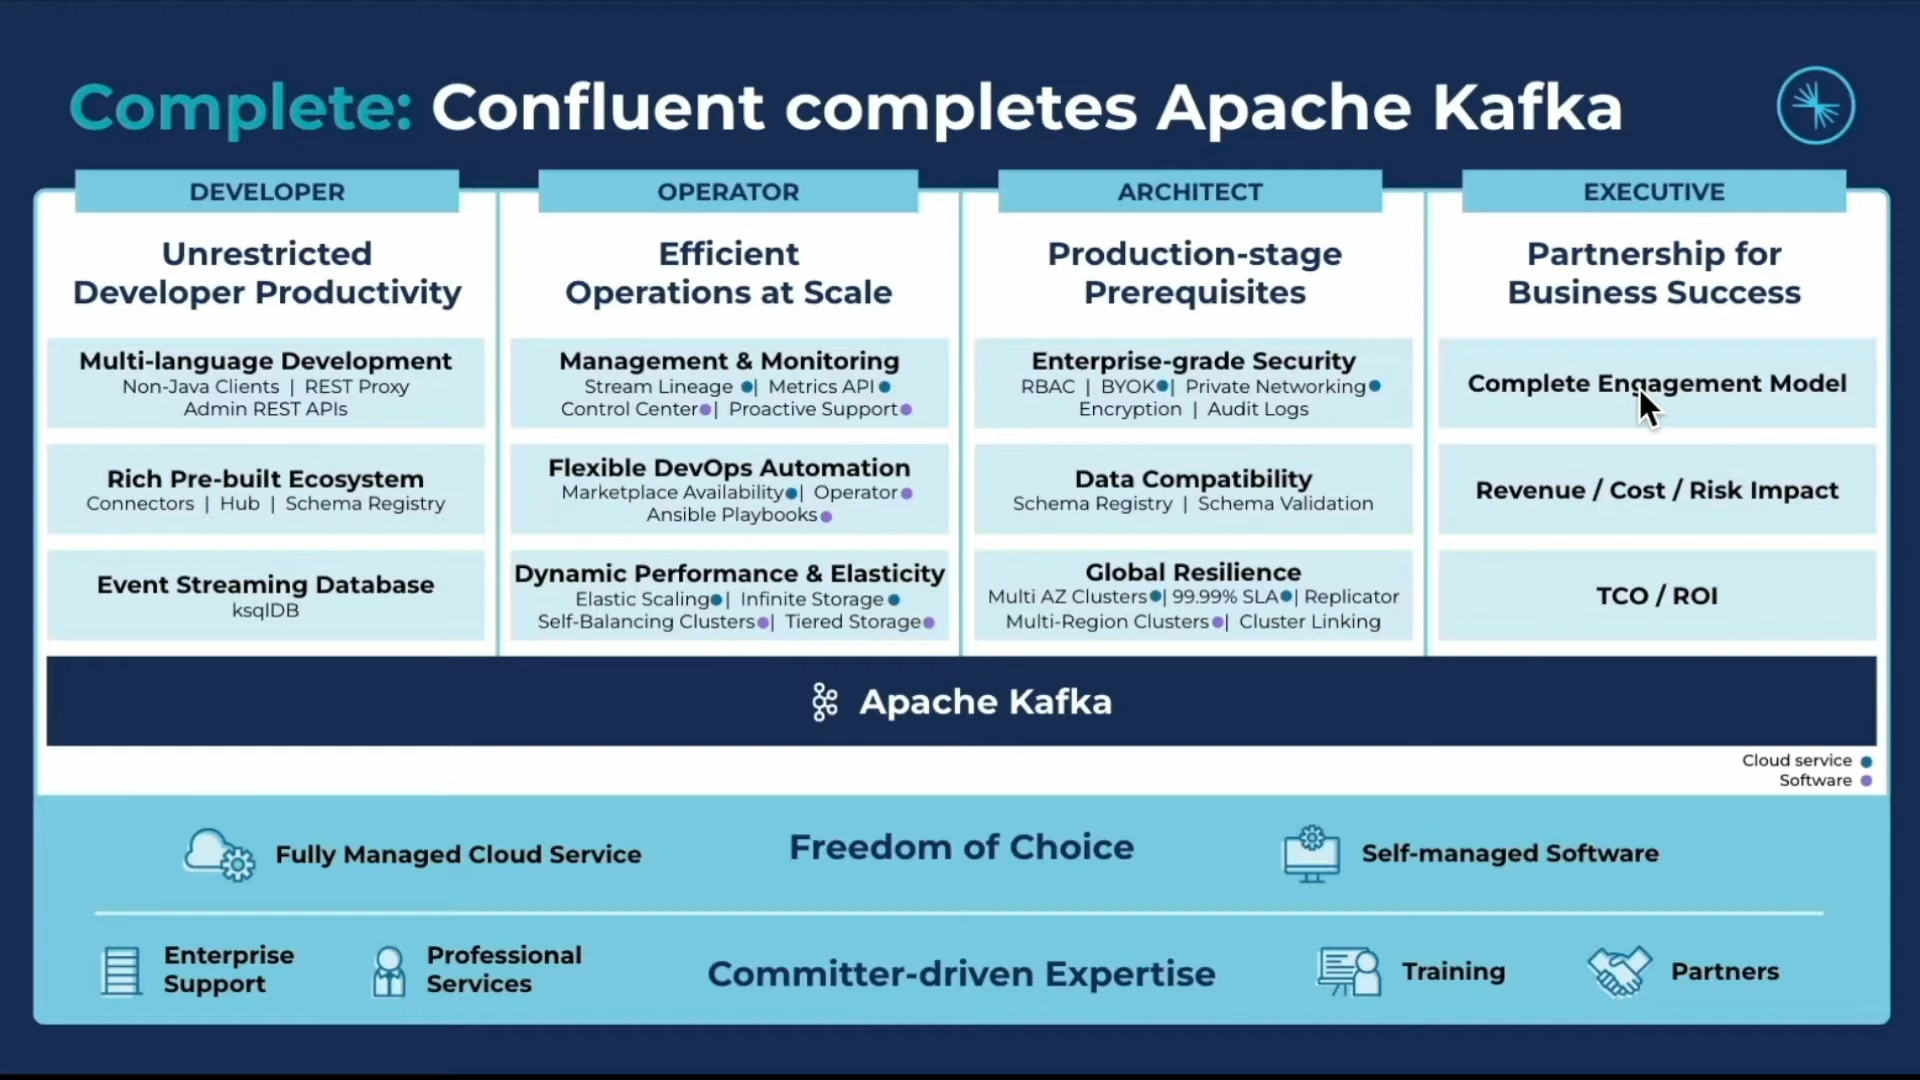 Complete: Confluent completes Apache Kafka
DEVELOPER
Unrestricted
Developer Productivity
Multi-language Development
Non-Java Clients | REST Proxy
Admin REST APIs
Rich Pre-built Ecosystem
Connectors | Hub | Schema Registry
Event Streaming Database
ksqlDB
OPERATOR
Efficient
Operations at Scale
Management & Monitoring
Stream Lineage ●| Metrics API●
Control Center●| Proactive Support●
Flexible DevOps Automation
Marketplace Availability●| Operator●
Ansible Playbooks●
Dynamic Performance & Elasticity
Elastic Scaling●| Infinite Storage ●
Self-Balancing Clusters●| Tiered Storage●
ARCHITECT
Production-stage
Prerequisites
Enterprise-grade Security
RBAC | BYOK●| Private Networking●
Encryption | Audit Logs
Data Compatibility
Schema Registry | Schema Validation
Global Resilience
Multi AZ Clusters●| 99.99% SLA●| Replicator
Multi-Region Clusters●| Cluster Linking
EXECUTIVE
Partnership for
Business Success
Complete Engagement Model
Revenue / Cost / Risk Impact
TCO / ROI
Apache Kafka
Cloud service ●
Software ●
Fully Managed Cloud Service
Freedom of Choice
Self-managed Software
Enterprise
Support
Professional
Services
Committer-driven Expertise
Training
Partners